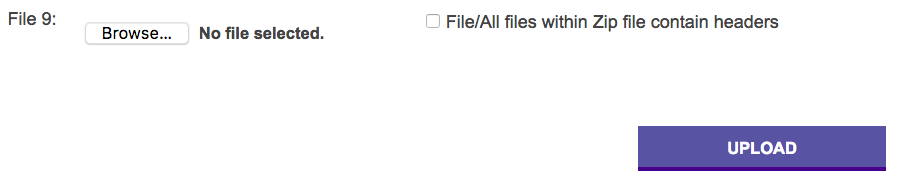 File 9:
Browse... No file selected.
File/All files within Zip file contain headers
UPLOAD